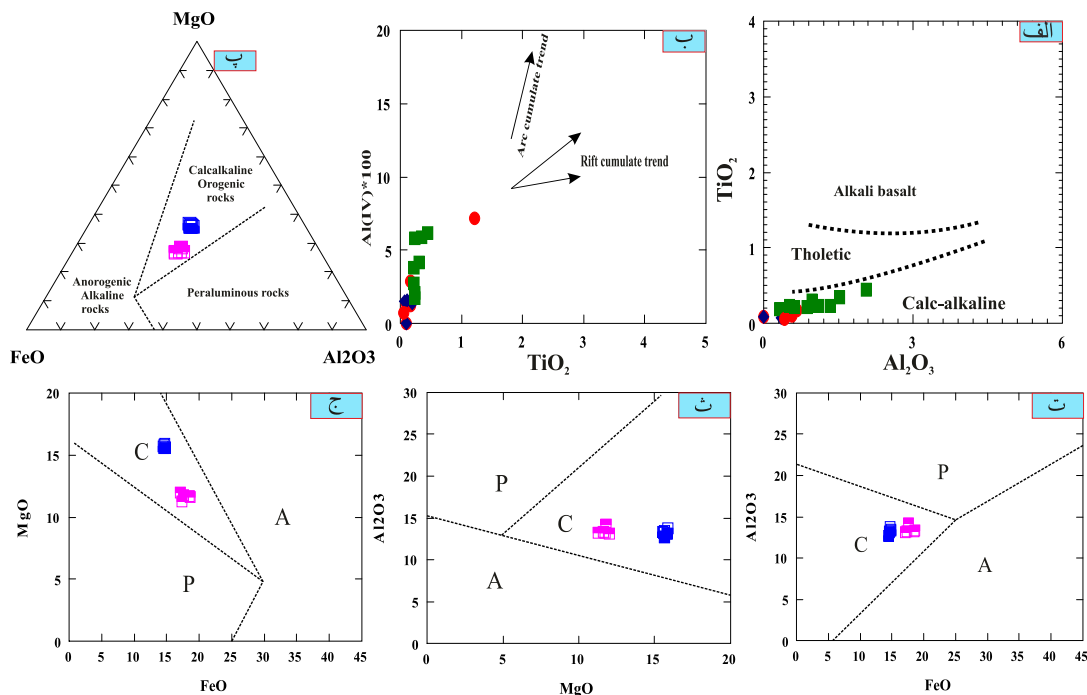 MgO
پ
Calcalkaline
Orogenic
rocks
Anorogenic
Alkaline
rocks
Peraluminous rocks
FeO
Al2O3
ب
20
15
10
5
0
Al(IV)*100
Arc cumulate trend
Rift cumulate trend
0
1
2
3
4
5
TiO2
الف
4
3
2
1
0
TiO2
Alkali basalt
Tholetic
Calc-alkaline
0
3
6
Al2O3
ج
20
15
10
5
0
MgO
C
A
P
0 5 10 15 20 25 30 35 40 45
FeO
ث
30
25
20
15
10
5
0
Al2O3
P
C
A
0 5 10 15 20
MgO
ت
30
25
20
15
10
5
0
Al2O3
P
C
A
0 5 10 15 20 25 30 35 40 45
FeO